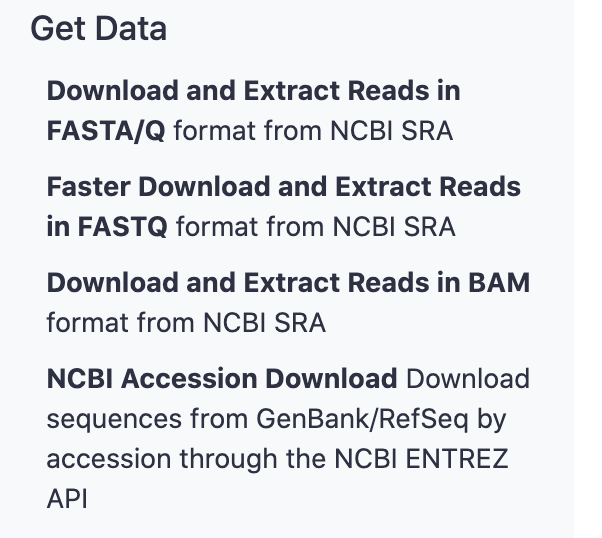 Get Data
Download and Extract Reads in
FASTA/Q format from NCBI SRA
Faster Download and Extract Reads
in FASTQ format from NCBI SRA
Download and Extract Reads in BAM
format from NCBI SRA
NCBI Accession Download Download
sequences from GenBank/RefSeq by
accession through the NCBI ENTREZ
API